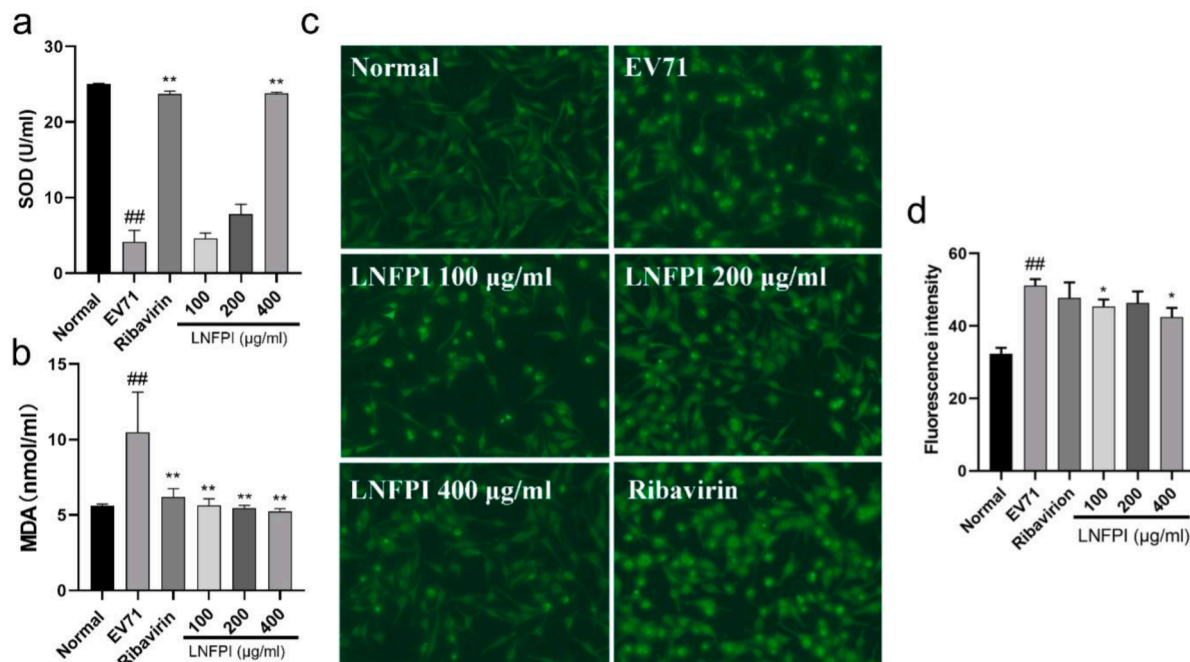 a
30
20
10
0
SOD (U/ml)
##
**
**
Normal
EV71
Ribavirin
100
200
400
LNFPI (μg/ml)
b
15
10
5
0
MDA (nmol/ml)
##
**
**
**
**
Normal
EV71
Ribavirin
100
200
400
LNFPI (μg/ml)
c
Normal
EV71
LNFPI 100 μg/ml
LNFPI 200 μg/ml
LNFPI 400 μg/ml
Ribavirin
d
60
40
20
0
Fluorescence intensity
##
*
*
Normal
EV71
Ribavirion
100
200
400
LNFPI (μg/ml)